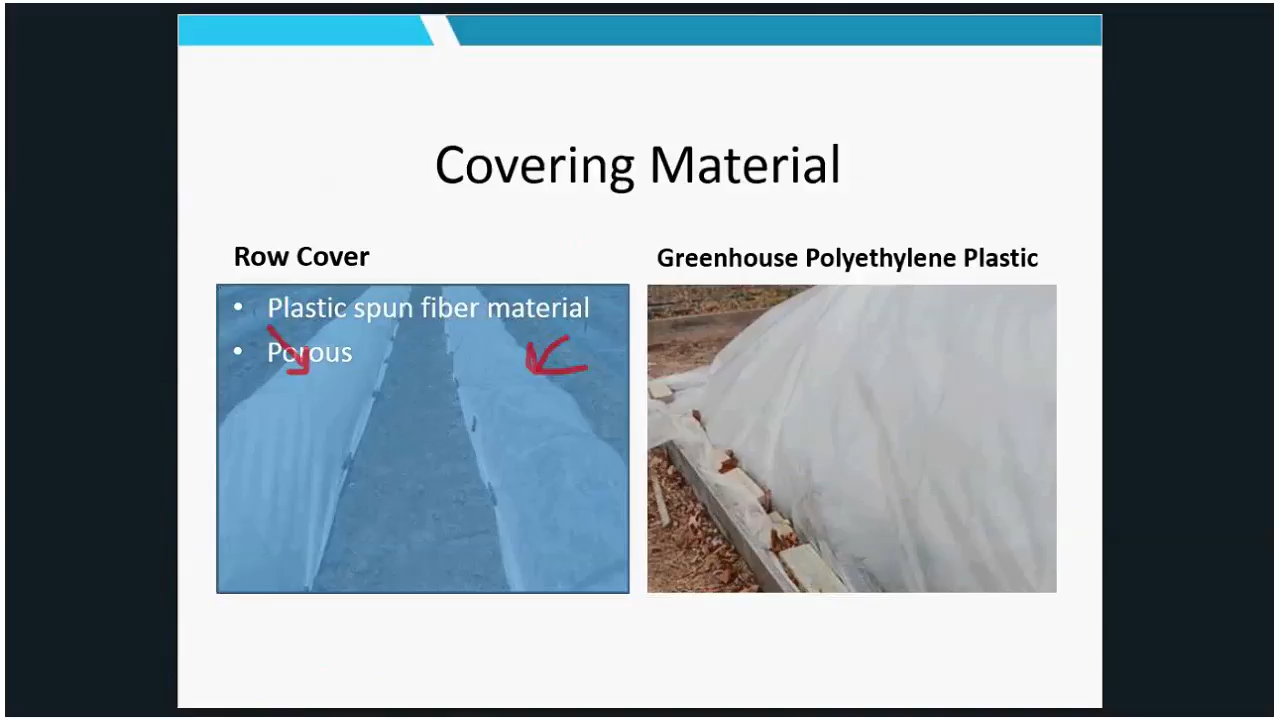 Covering Material
Row Cover
• Plastic spun fiber material
• Porous
Greenhouse Polyethylene Plastic